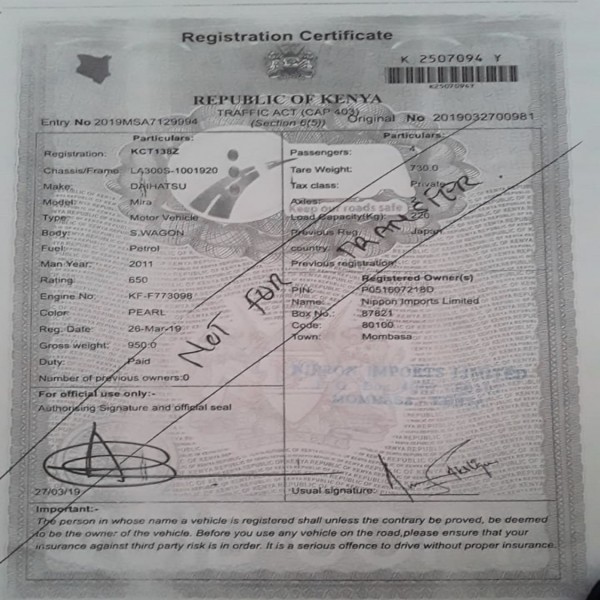 Registration Certificate
K 2507094 Y
REPUBLIC OF KENYA
TRAFFIC ACT (CAP 403)
(Section 6(5))
Entry No 2019MSA7129994
Original No 2019032700981
Particulars:
Registration: KCT138Z
Chassis/Frame: LA300S-1001920
Make: DAIHATSU
Model: Mira
Type: Motor Vehicle
Body: S.WAGON
Fuel: Petrol
Man Year: 2011
Rating: 650
Engine No: KF-F773098
Color: PEARL
Reg. Date: 26-Mar-19
Gross weight: 950.0
Duty: Paid
Number of previous owners:0
Particulars:
Passengers: 4
Tare Weight: 730.0
Tax class: Private
Axles:
Keep our roads safe
Load Capacity(Kg): 220
Previous Reg. Japan
country:
Previous registration:
Registered Owner(s)
PIN: P051607218D
Name: Nippon Imports Limited
Box No.: 87821
Code: 80100
Town: Mombasa
NOT FOR TRANSFER
NIPPON IMPORTS LIMITED
MOMBASA, KENYA
For official use only:-
Authorising Signature and official seal
27/03/19
Usual signature:
Important:-
The person in whose name a vehicle is registered shall unless the contrary be proved, be deemed
to be the owner of the vehicle. Before you use any vehicle on the road,please ensure that your
insurance against third party risk is in order. It is a serious offence to drive without proper insurance.